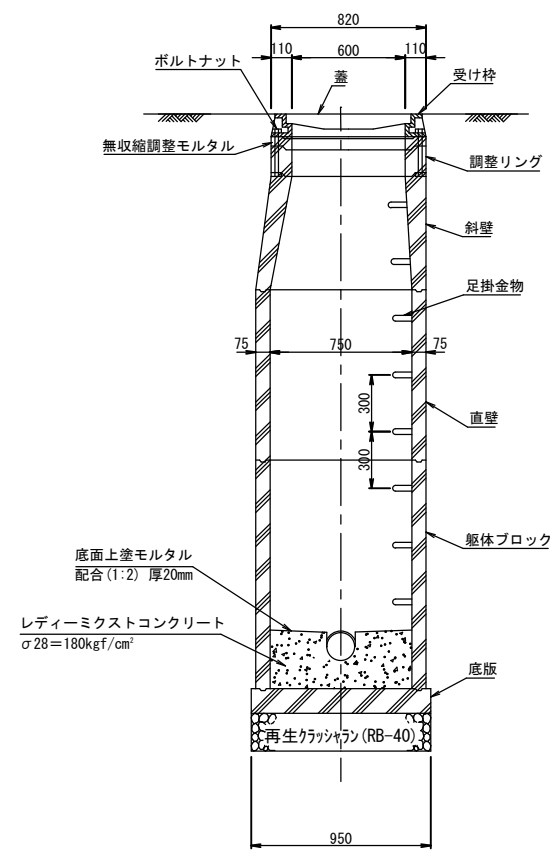 820
110 600 110
ボルトナット
蓋
受け枠
無収縮調整モルタル
調整リング
斜壁
足掛金物
75 750 75
300
直壁
300
躯体ブロック
底面上塗モルタル
配合(1:2) 厚20mm
レディーミクストコンクリート
σ28=180kgf/cm²
底版
再生クラッシャラン(RB-40)
950